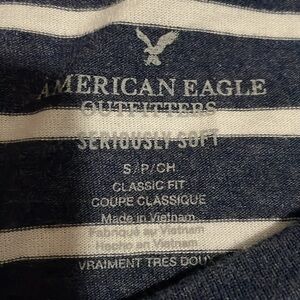 AMERICAN EAGLE
OUTFITTERS
SERIOUSLY SOFT
S/P/CH
CLASSIC FIT
COUPE CLASSIQUE
Made in Vietnam
Fabriqué au Vietnam
Hecho en Vietnam
VRAIMENT TRÈS DOUX